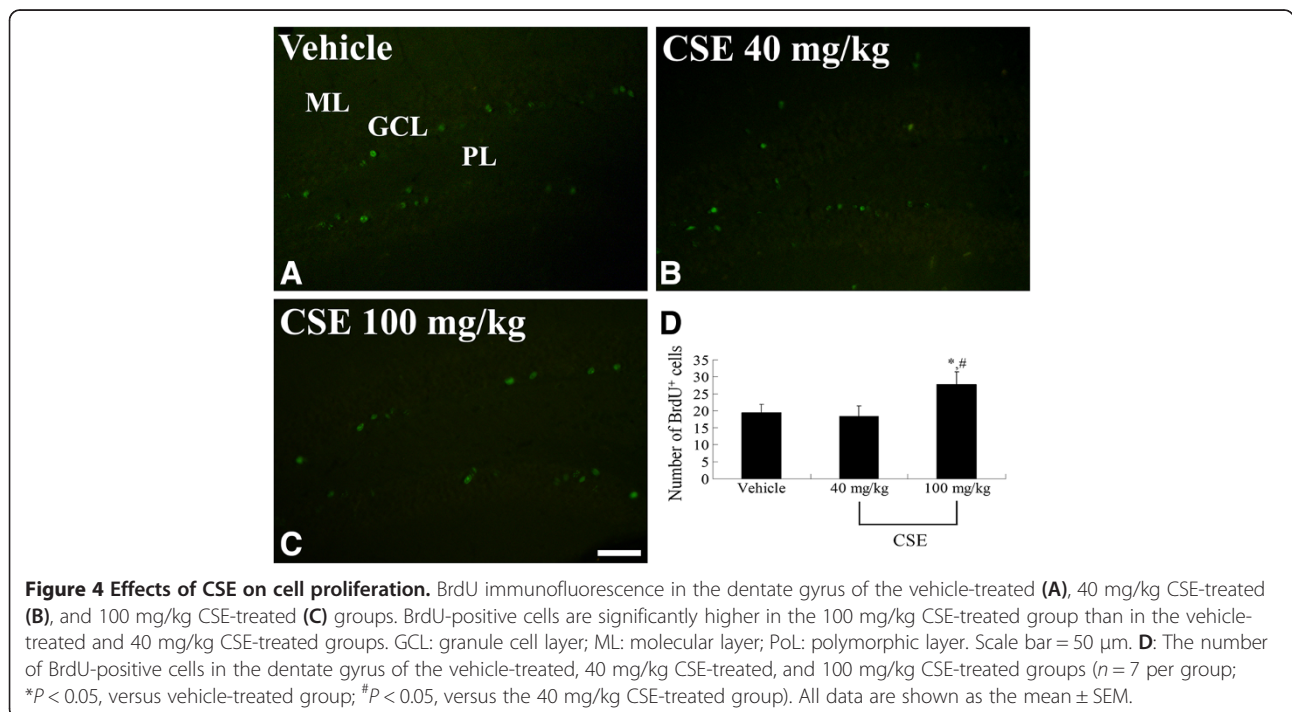 Vehicle
ML
GCL
PL
A
CSE 40 mg/kg
B
CSE 100 mg/kg
C
D
Number of BrdU⁺ cells
35
30
25
20
15
10
5
0
*,#
Vehicle
40 mg/kg
100 mg/kg
CSE
Figure 4 Effects of CSE on cell proliferation. BrdU immunofluorescence in the dentate gyrus of the vehicle-treated (A), 40 mg/kg CSE-treated
(B), and 100 mg/kg CSE-treated (C) groups. BrdU-positive cells are significantly higher in the 100 mg/kg CSE-treated group than in the vehicle-
treated and 40 mg/kg CSE-treated groups. GCL: granule cell layer; ML: molecular layer; PoL: polymorphic layer. Scale bar = 50 μm. D: The number
of BrdU-positive cells in the dentate gyrus of the vehicle-treated, 40 mg/kg CSE-treated, and 100 mg/kg CSE-treated groups (n = 7 per group;
*P < 0.05, versus vehicle-treated group; #P < 0.05, versus the 40 mg/kg CSE-treated group). All data are shown as the mean ± SEM.